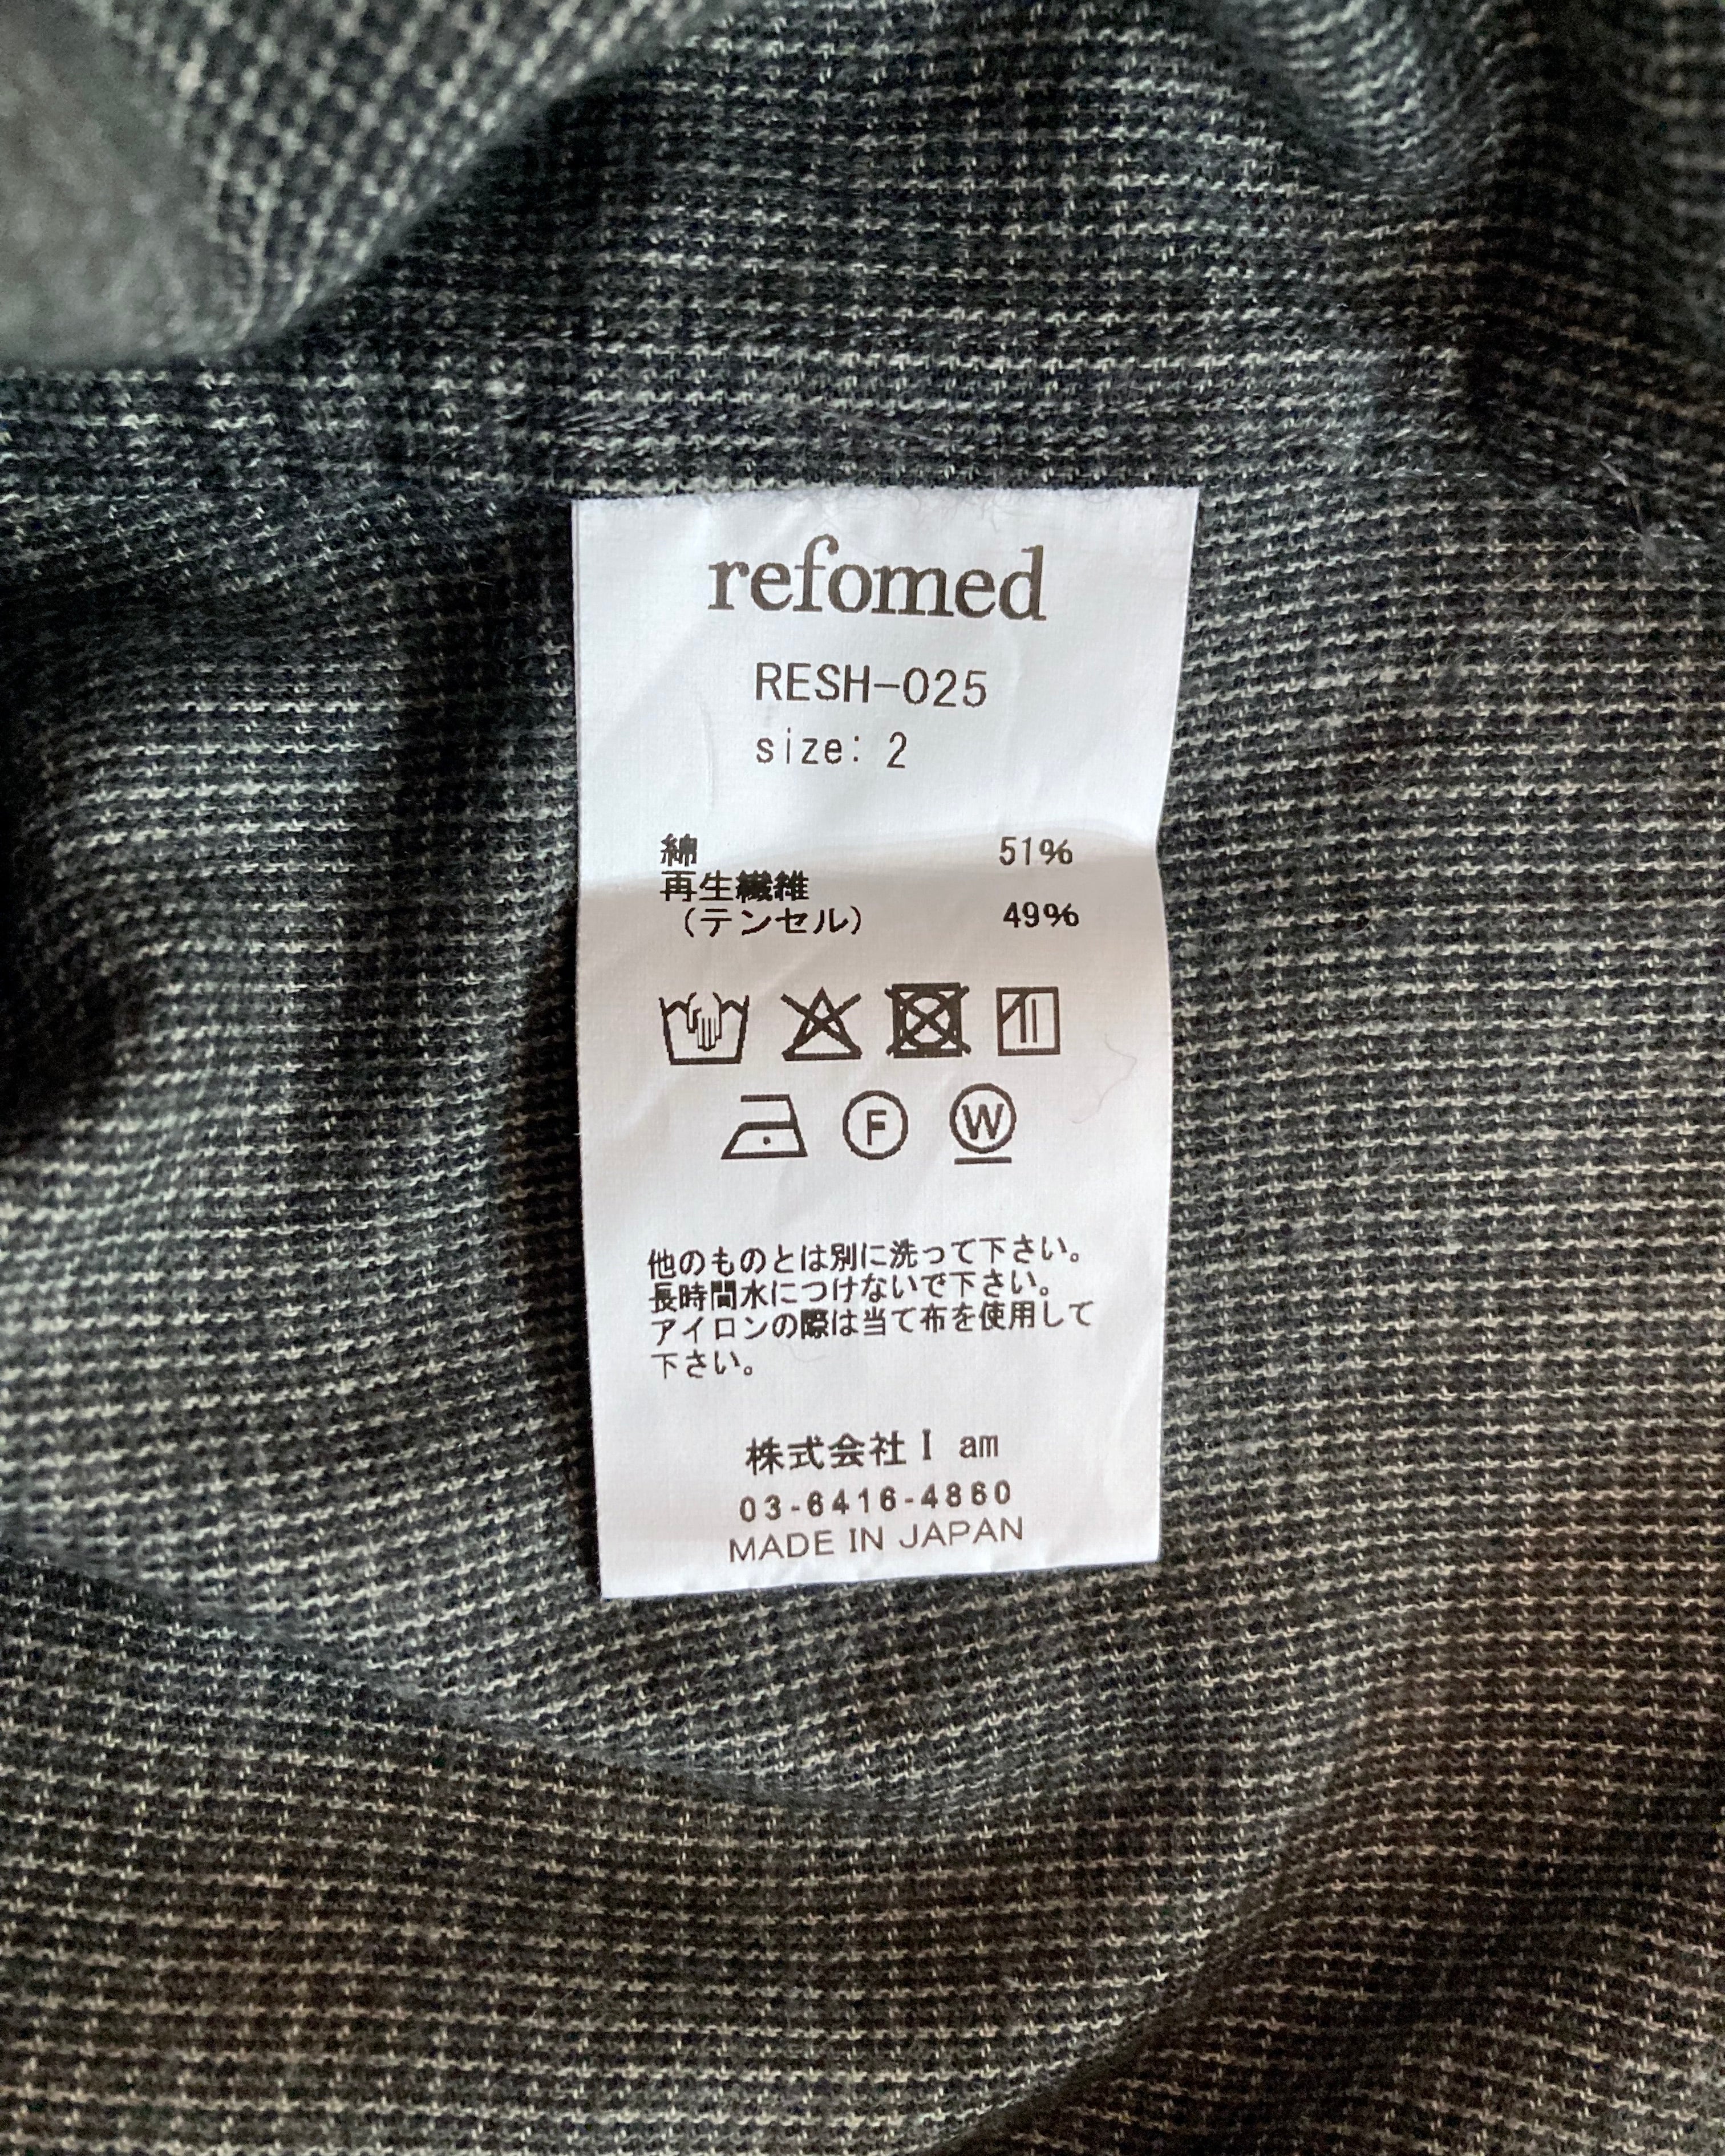 refomed
RESH-025
size: 2
綿 51%
再生繊維
(テンセル) 49%
F W
他のものとは別に洗って下さい。
長時間水につけないで下さい。
アイロンの際は当て布を使用して
下さい。
株式会社 I am
03-6416-4860
MADE IN JAPAN